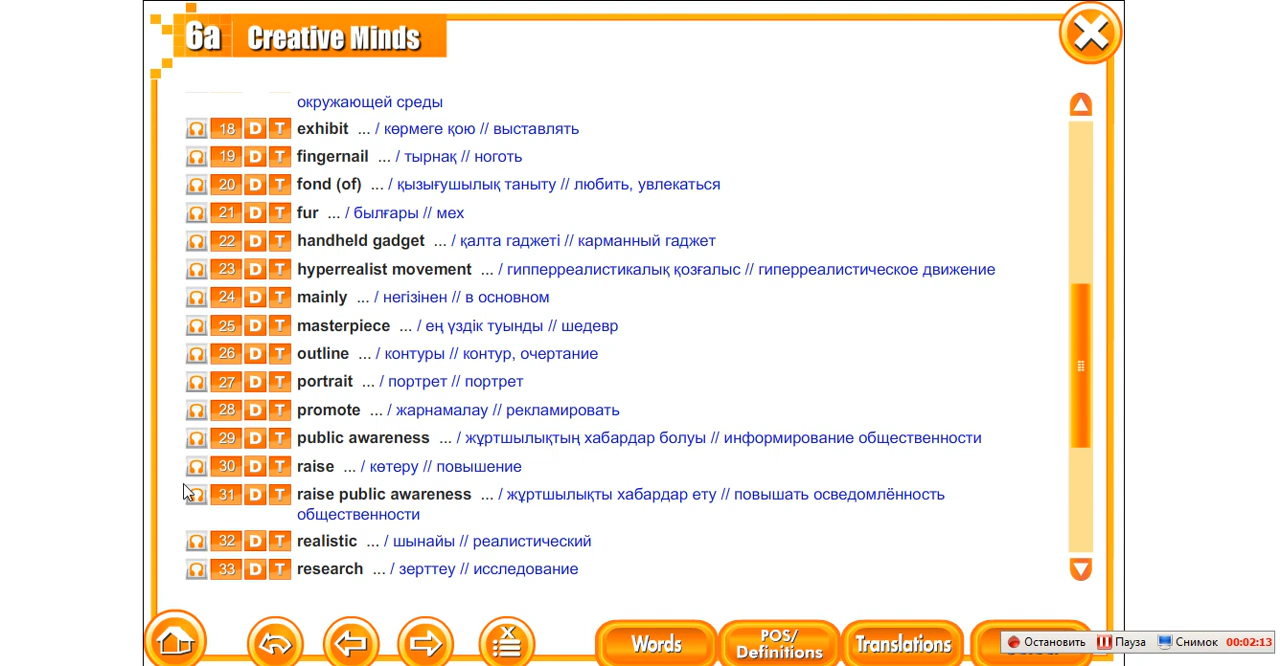 6a Creative Minds
окружающей среды
18 D T exhibit ... / көрмеге қою // выставлять
19 D T fingernail ... / тырнақ // ноготь
20 D T fond (of) ... / қызығушылық таныту // любить, увлекаться
21 D T fur ... / былғары // мех
22 D T handheld gadget ... / қалта гаджеті // карманный гаджет
23 D T hyperrealist movement ... / гипперреалистикалық қозғалыс // гиперреалистическое движение
24 D T mainly ... / негізінен // в основном
25 D T masterpiece ... / ең үздік туынды // шедевр
26 D T outline ... / контуры // контур, очертание
27 D T portrait ... / портрет // портрет
28 D T promote ... / жарнамалау // рекламировать
29 D T public awareness ... / жұртшылықтың хабардар болуы // информирование общественности
30 D T raise ... / көтеру // повышение
31 D T raise public awareness ... / жұртшылықты хабардар ету // повышать осведомлённость
общественности
32 D T realistic ... / шынайы // реалистический
33 D T research ... / зерттеу // исследование
Words
POS/
Definitions
Translations
Остановить Пауза Снимок 00:02:13